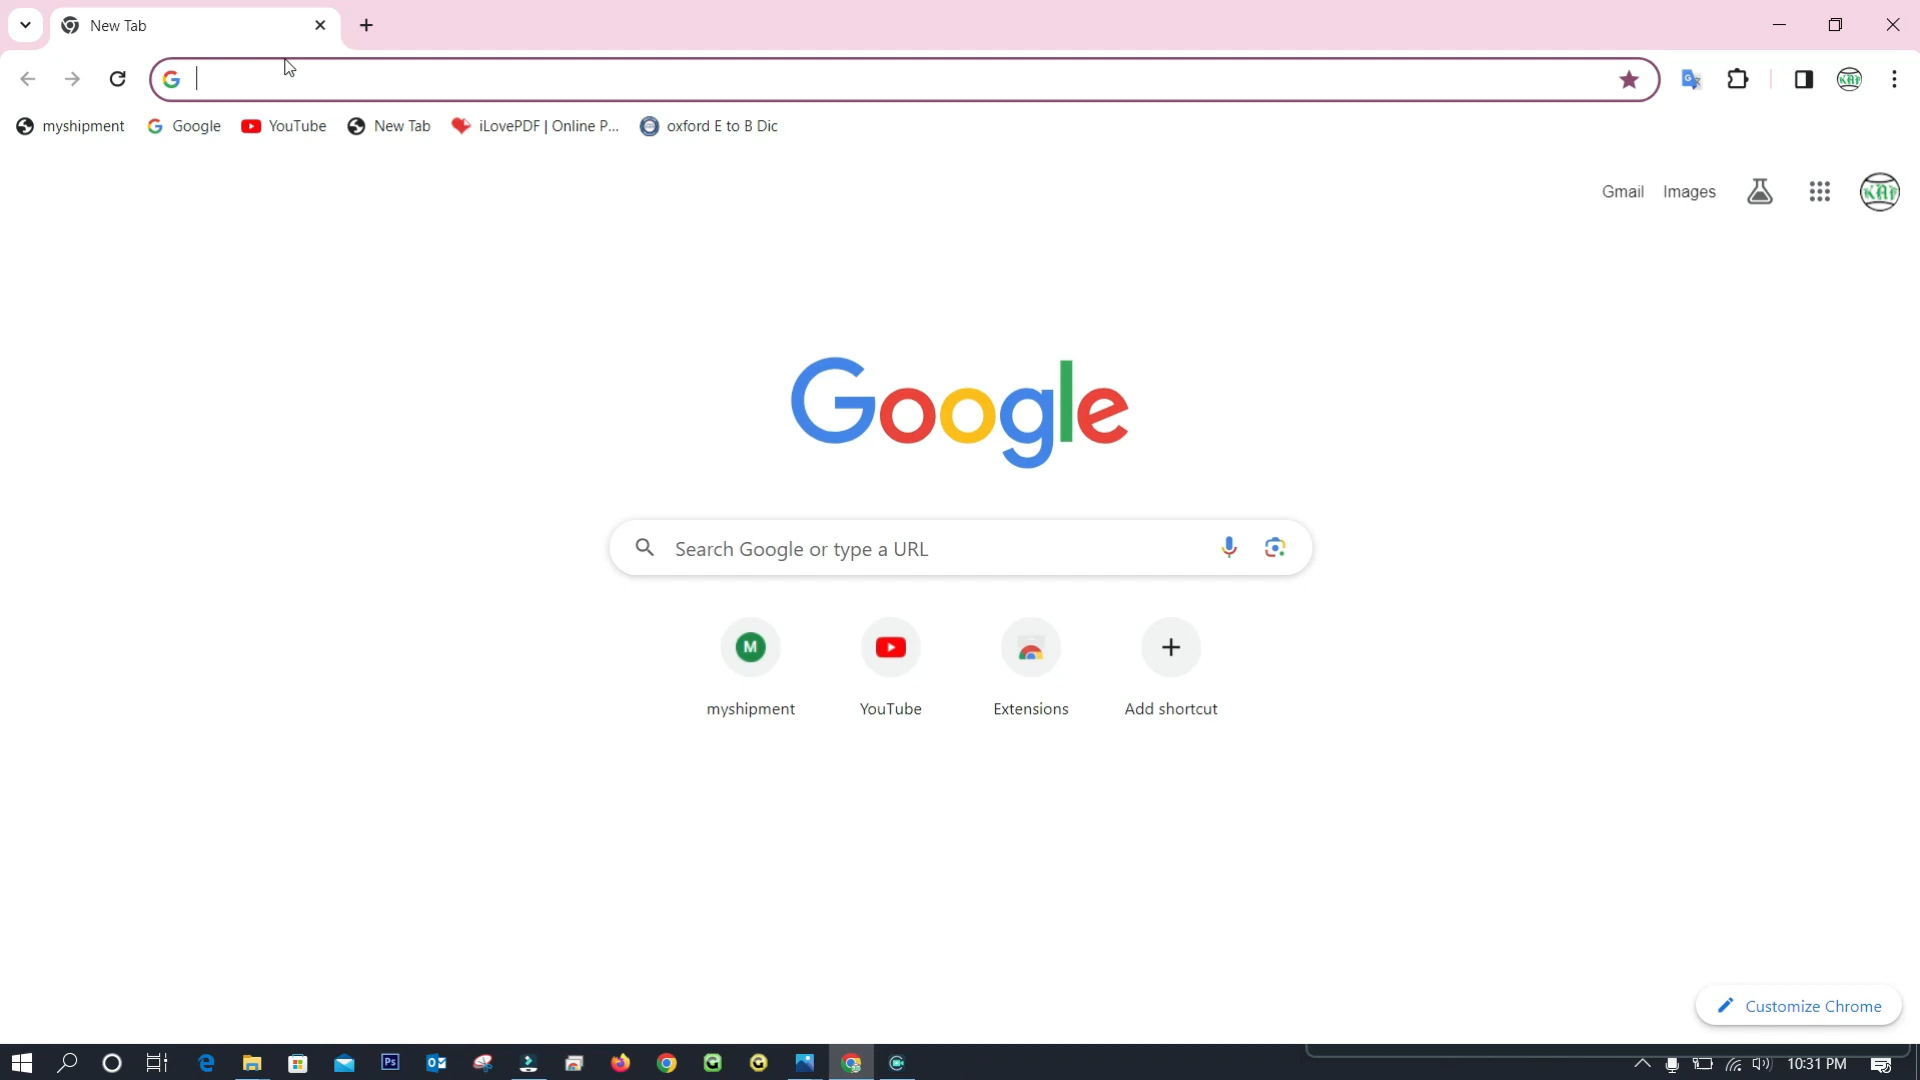 New Tab
myshipment Google YouTube New Tab iLovePDF | Online P... oxford E to B Dic
Gmail Images
Google
Search Google or type a URL
M
myshipment YouTube Extensions Add shortcut
Customize Chrome
10:31 PM